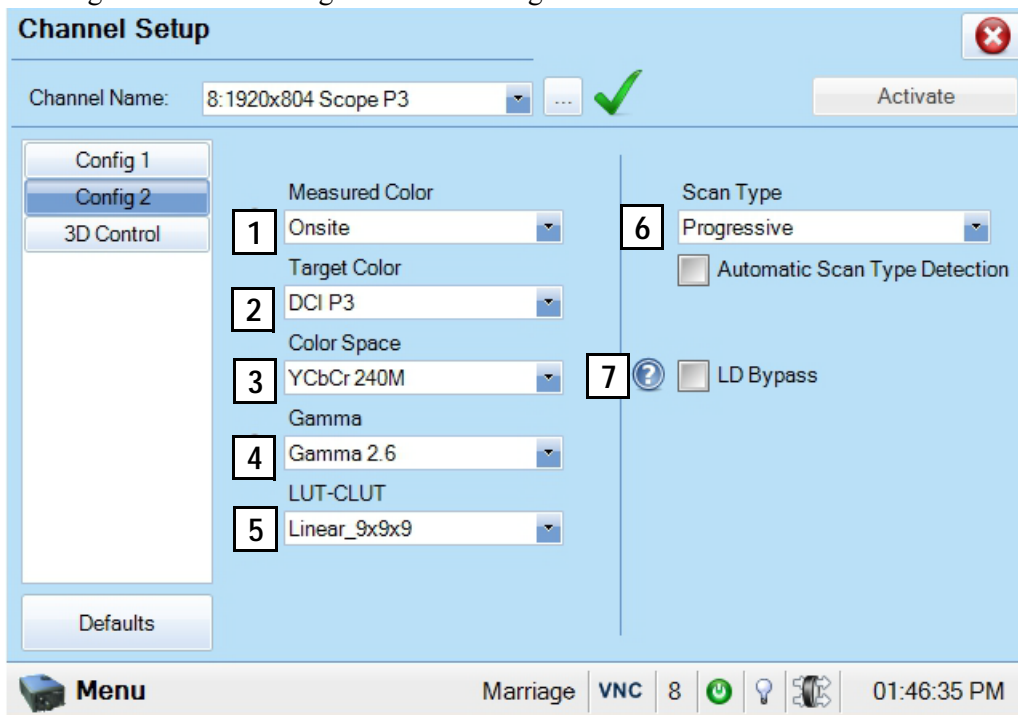 Channel Setup
Channel Name: 8:1920x804 Scope P3 ... Activate
Config 1
Config 2
3D Control
Defaults
Measured Color
1 Onsite
Target Color
2 DCI P3
Color Space
3 YCbCr 240M
Gamma
4 Gamma 2.6
LUT-CLUT
5 Linear_9x9x9
Scan Type
6 Progressive
Automatic Scan Type Detection
7 ? LD Bypass
Menu Marriage VNC 8 01:46:35 PM